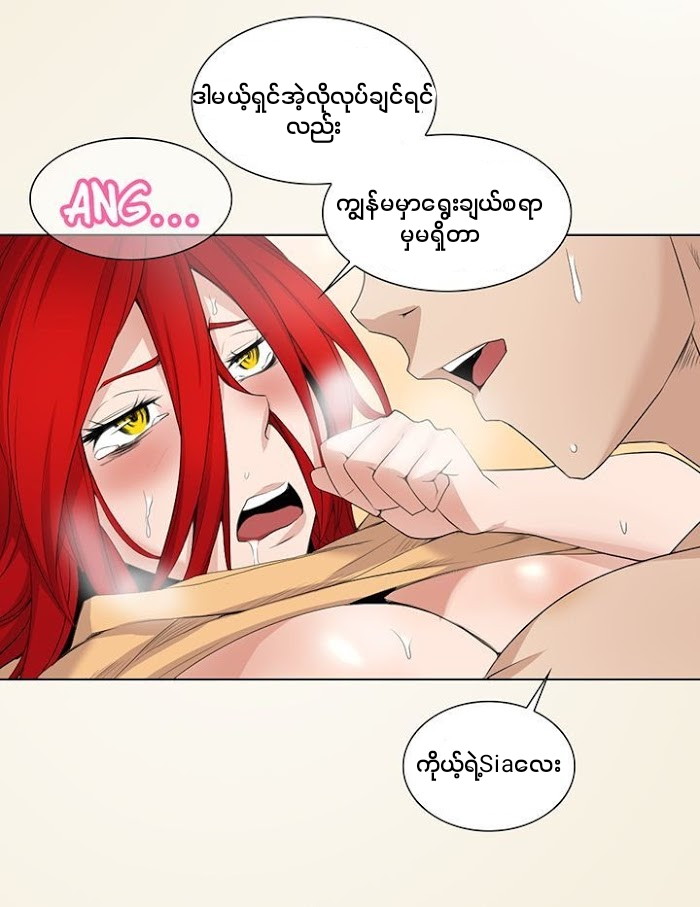 ဒါမယ့်ရှင်အဲ့လိုလုပ်ချင်ရင်
လည်း
ANG...
ကျွန်မမှာရွေးချယ်စရာ
မှမရှိတာ
ကိုယ့်ရဲ့Siaလေး